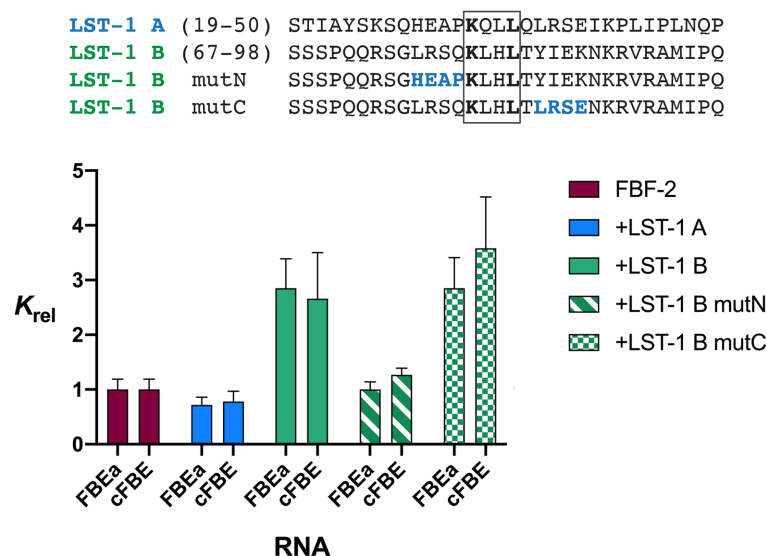 LST-1 A (19-50) STIAYSKSQHEAPKQLLQLRSEIKPLIPLNQP
LST-1 B (67-98) SSSPQQRSGLRSQKLHLTYIEKNKRVRAMIPQ
LST-1 B mutN SSSPQQRSGHEAPKLHLTYIEKNKRVRAMIPQ
LST-1 B mutC SSSPQQRSGLRSQKLHLTLRSENKRVRAMIPQ
5
4
3
2
1
0
Krel
FBEa
cFBE
FBEa
cFBE
FBEa
cFBE
FBEa
cFBE
FBEa
cFBE
RNA
FBF-2
+LST-1 A
+LST-1 B
+LST-1 B mutN
+LST-1 B mutC